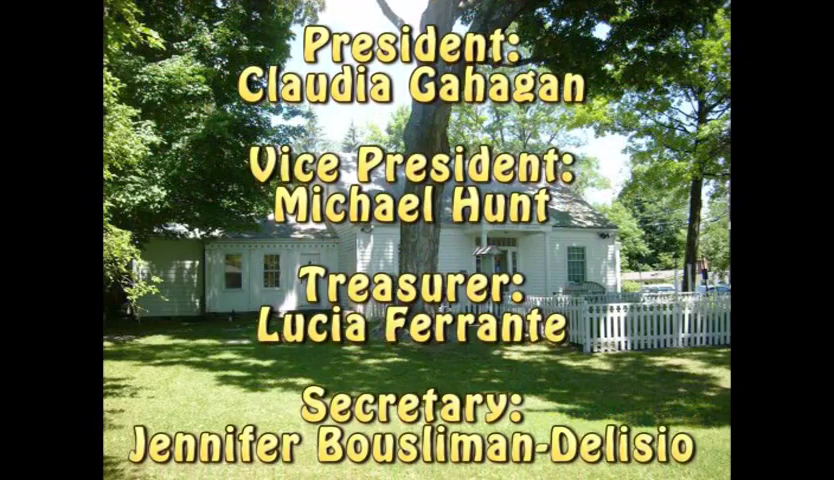 President:
Claudia Gahagan
Vice President:
Michael Hunt
Treasurer:
Lucia Ferrante
Secretary:
Jennifer Bousliman-Delisio